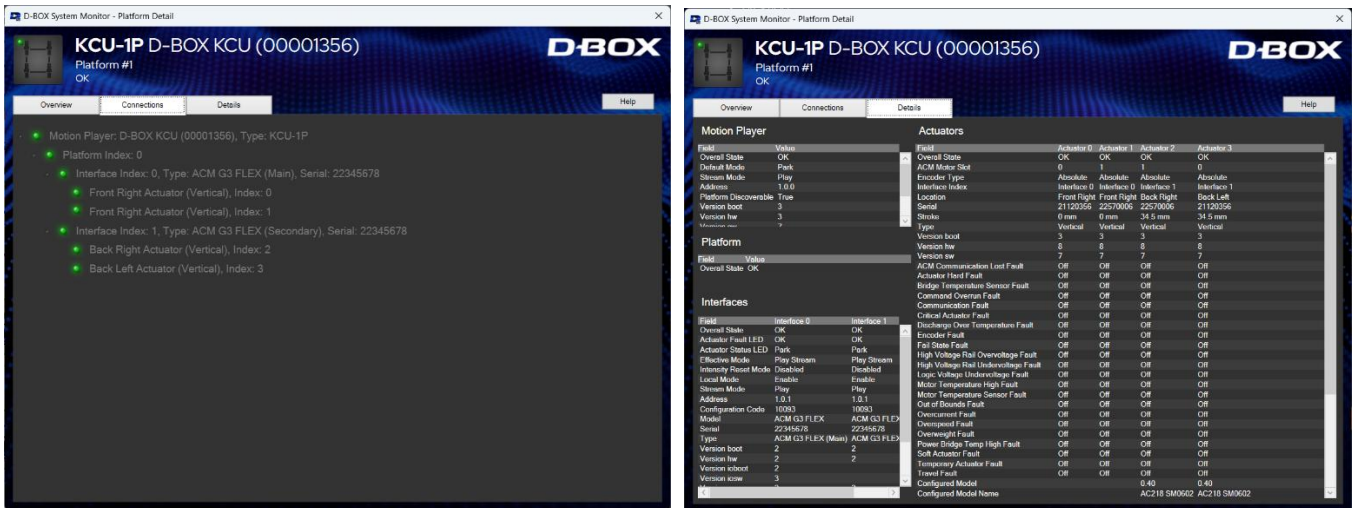 D-BOX System Monitor - Platform Detail
KCU-1P D-BOX KCU (00001356)
Platform #1
OK
D-BOX
Overview Connections Details Help
Motion Player: D-BOX KCU (00001356), Type: KCU-1P
Platform Index: 0
Interface Index: 0, Type: ACM G3 FLEX (Main), Serial: 22345678
Front Right Actuator (Vertical), Index: 0
Front Right Actuator (Vertical), Index: 1
Interface Index: 1, Type: ACM G3 FLEX (Secondary), Serial: 22345678
Back Right Actuator (Vertical), Index: 2
Back Left Actuator (Vertical), Index: 3
D-BOX System Monitor - Platform Detail
KCU-1P D-BOX KCU (00001356)
Platform #1
OK
D-BOX
Overview Connections Details Help
Motion Player
Field Value
Overall State OK
Default Mode Park
Stream Mode Play
Address 1.0.0
Platform Discoverable True
Version boot 3
Version hw 3
Platform
Field Value
Overall State OK
Interfaces
Field Interface 0 Interface 1
Overall State OK OK
Actuator Fault LED OK OK
Actuator Status LED Park Park
Effective Mode Play Stream Play Stream
Intensity Reset Mode Disabled Disabled
Local Mode Enable Enable
Stream Mode Play Play
Address 1.0.1 1.0.1
Configuration Code 10093 10093
Model ACM G3 FLEX ACM G3 FLEX
Serial 22345678 22345678
Type ACM G3 FLEX (Main) ACM G3 FLEX
Version boot 2 2
Version hw 2 2
Version ioboot 2
Version iosw 3
Actuators
Field Actuator 0 Actuator 1 Actuator 2 Actuator 3
Overall State OK OK OK OK
ACM Motor Slot 0 1 1 0
Encoder Type Absolute Absolute Absolute Absolute
Interface Index Interface 0 Interface 0 Interface 1 Interface 1
Location Front Right Front Right Back Right Back Left
Serial 21120356 22570006 22570006 21120356
Stroke 0 mm 0 mm 34.5 mm 34.5 mm
Type Vertical Vertical Vertical Vertical
Version boot 3 3 3 3
Version hw 8 8 8 8
Version sw 7 7 7 7
ACM Communication Lost Fault Off Off Off Off
Actuator Hard Fault Off Off Off Off
Bridge Temperature Sensor Fault Off Off Off Off
Command Overrun Fault Off Off Off Off
Communication Fault Off Off Off Off
Critical Actuator Fault Off Off Off Off
Discharge Over Temperature Fault Off Off Off Off
Encoder Fault Off Off Off Off
Fail State Fault Off Off Off Off
High Voltage Rail Overvoltage Fault Off Off Off Off
High Voltage Rail Undervoltage Fault Off Off Off Off
Logic Voltage Undervoltage Fault Off Off Off Off
Motor Temperature High Fault Off Off Off Off
Motor Temperature Sensor Fault Off Off Off Off
Out of Bounds Fault Off Off Off Off
Overcurrent Fault Off Off Off Off
Overspeed Fault Off Off Off Off
Overweight Fault Off Off Off Off
Power Bridge Temp High Fault Off Off Off Off
Soft Actuator Fault Off Off Off Off
Temporary Actuator Fault Off Off Off Off
Travel Fault Off Off Off Off
Configured Model 0.40 0.40
Configured Model Name AC218 SM0602 AC218 SM0602